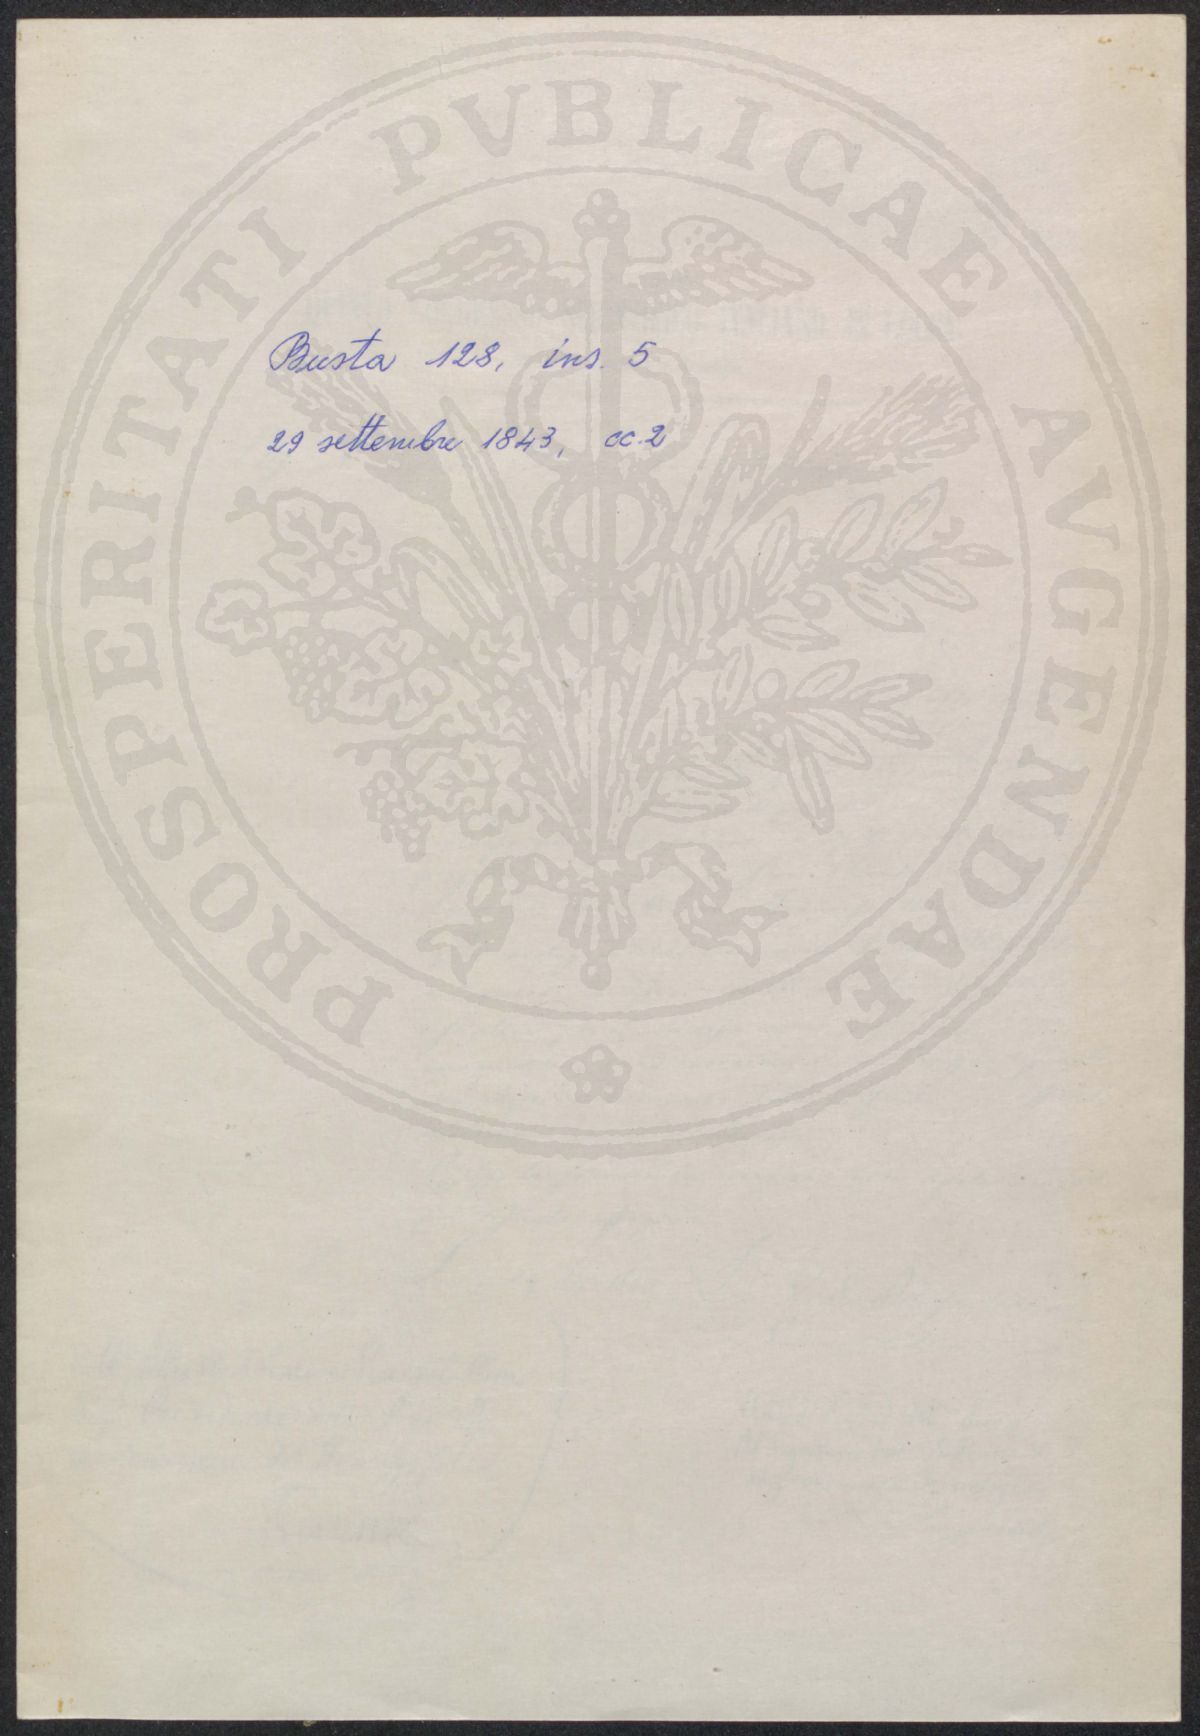 PROSPERITATI PVBLICAE AVGENDAE
Busta 128, ins. 5
29 settembre 1843, cc. 2